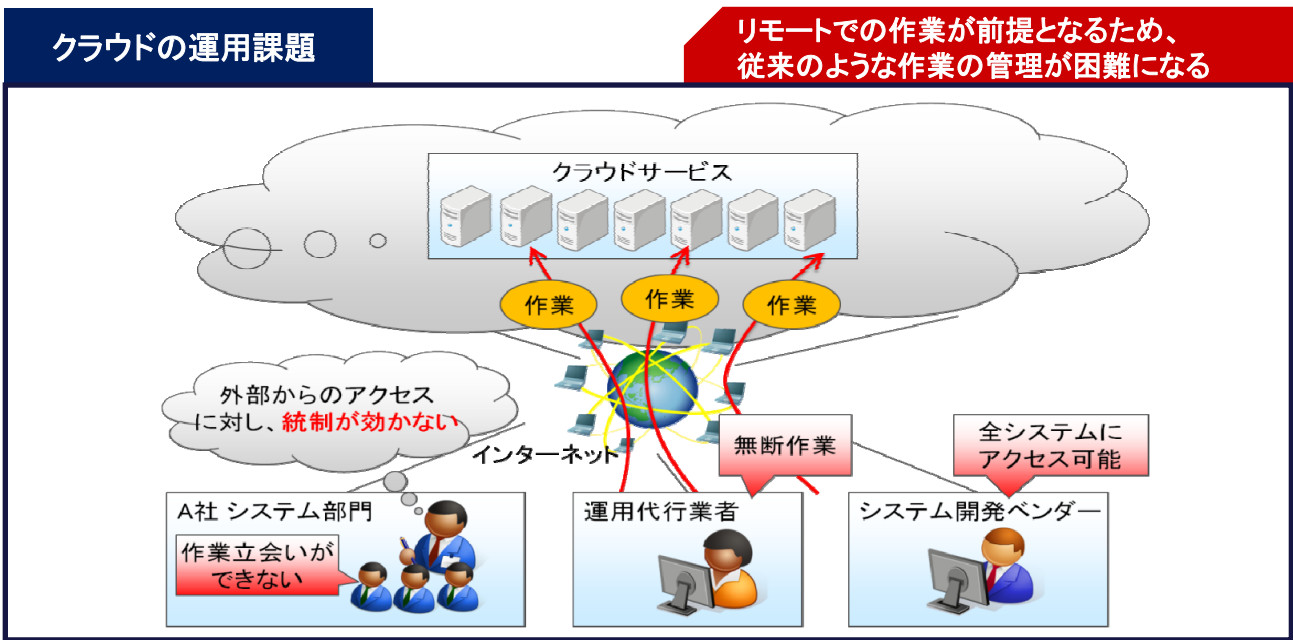 クラウドの運用課題
リモートでの作業が前提となるため、
従来のような作業の管理が困難になる
クラウドサービス
作業
作業
作業
外部からのアクセス
に対し、統制が効かない
インターネット
無断作業
全システムに
アクセス可能
A社 システム部門
作業立会いが
できない
運用代行業者
システム開発ベンダー